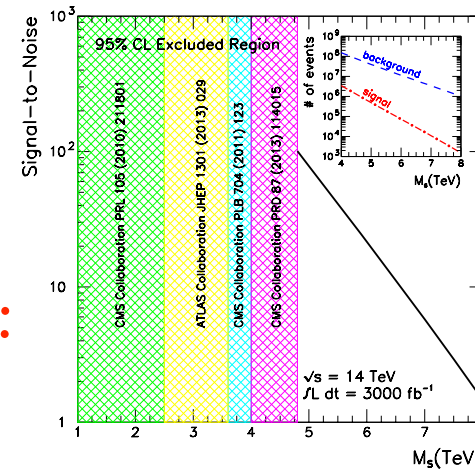 Signal-to-Noise
10³
10²
10
1
95% CL Excluded Region
CMS Collaboration PRL 105 (2010) 211801
ATLAS Collaboration JHEP 1301 (2013) 029
CMS Collaboration PLB 704 (2011) 123
CMS Collaboration PRD 87 (2013) 114015
# of events
10⁹
10⁸
10⁷
10⁶
10⁵
10⁴
10³
background
signal
4 5 6 7 8
Mₛ(TeV)
√s = 14 TeV
∫L dt = 3000 fb⁻¹
1 2 3 4 5 6 7
Mₛ(TeV